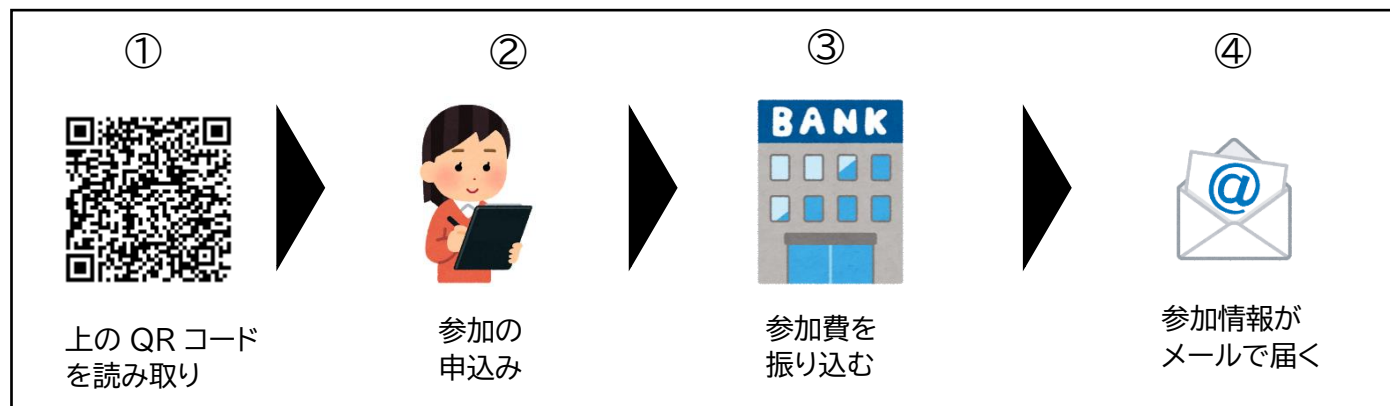 ①
②
③
④
BANK
@
上の QR コード
を読み取り
参加の
申込み
参加費を
振り込む
参加情報が
メールで届く